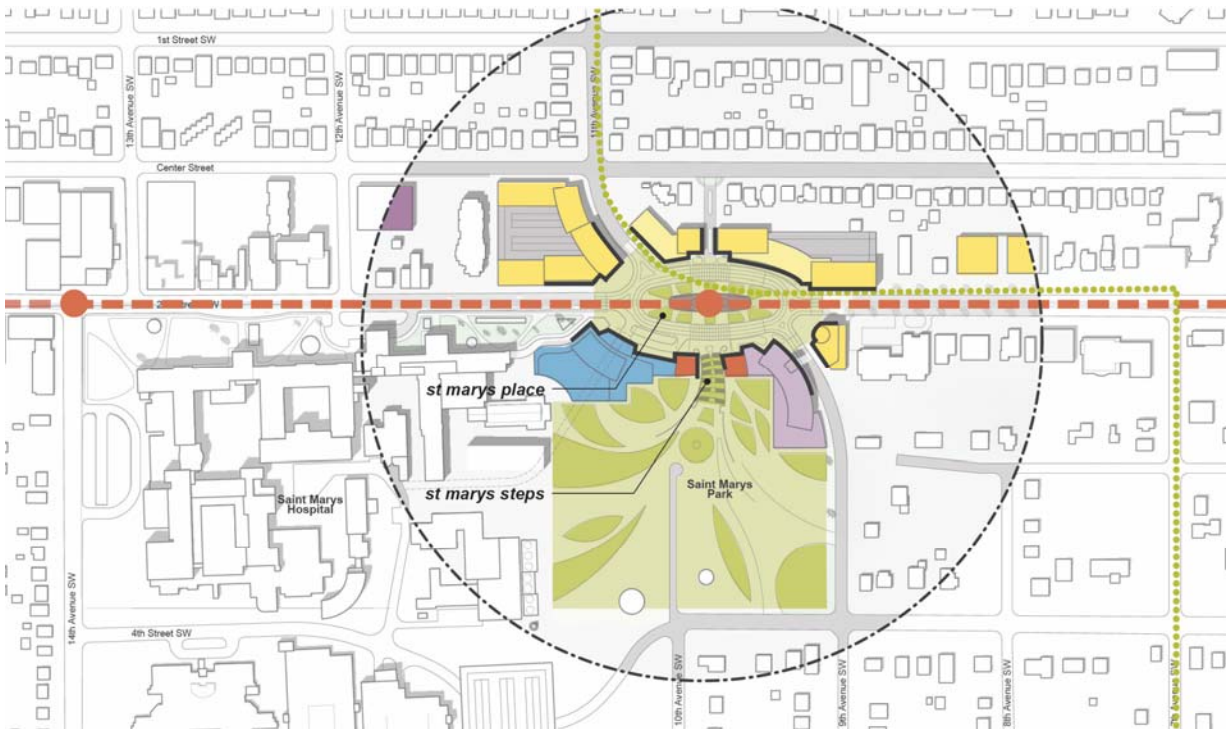 1st Street SW
13th Avenue SW
12th Avenue SW
11th Avenue SW
Center Street
st marys place
st marys steps
Saint Marys
Park
Saint Marys
Hospital
14th Avenue SW
4th Street SW
10th Avenue SW
9th Avenue SW
8th Avenue SW